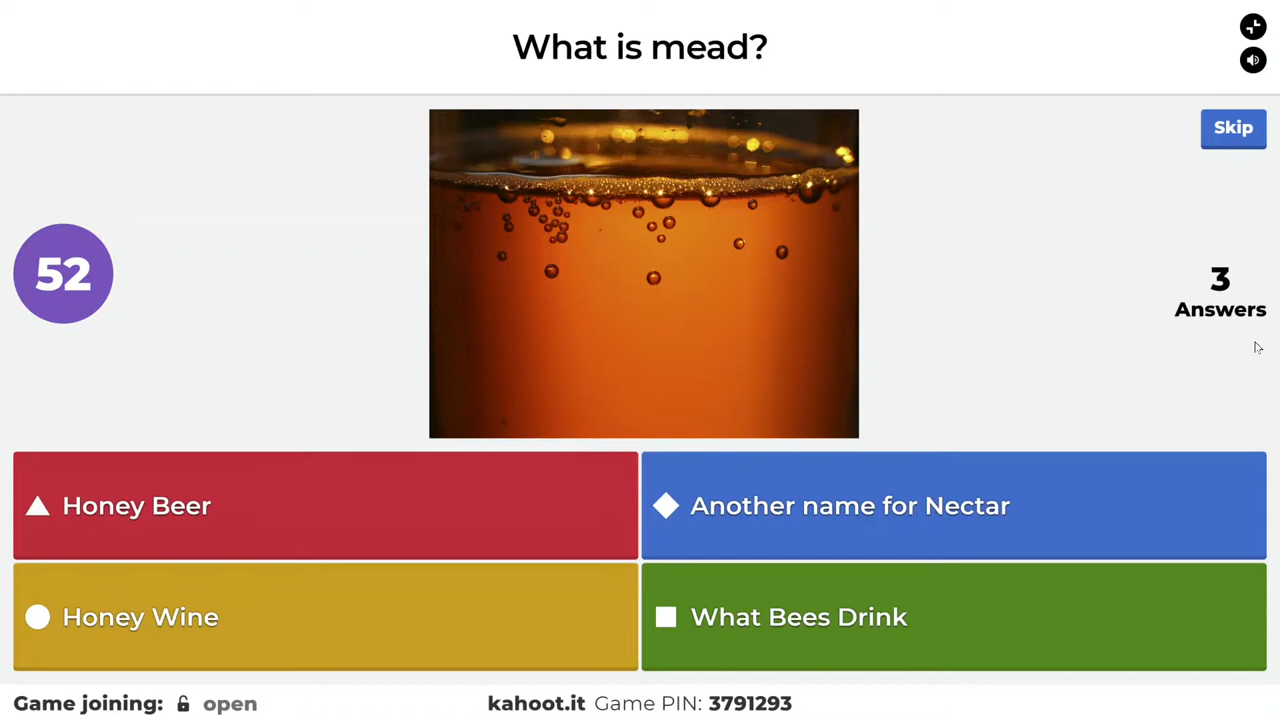 What is mead?
Skip
52
3
Answers
Honey Beer
Another name for Nectar
Honey Wine
What Bees Drink
Game joining: open
kahoot.it Game PIN: 3791293